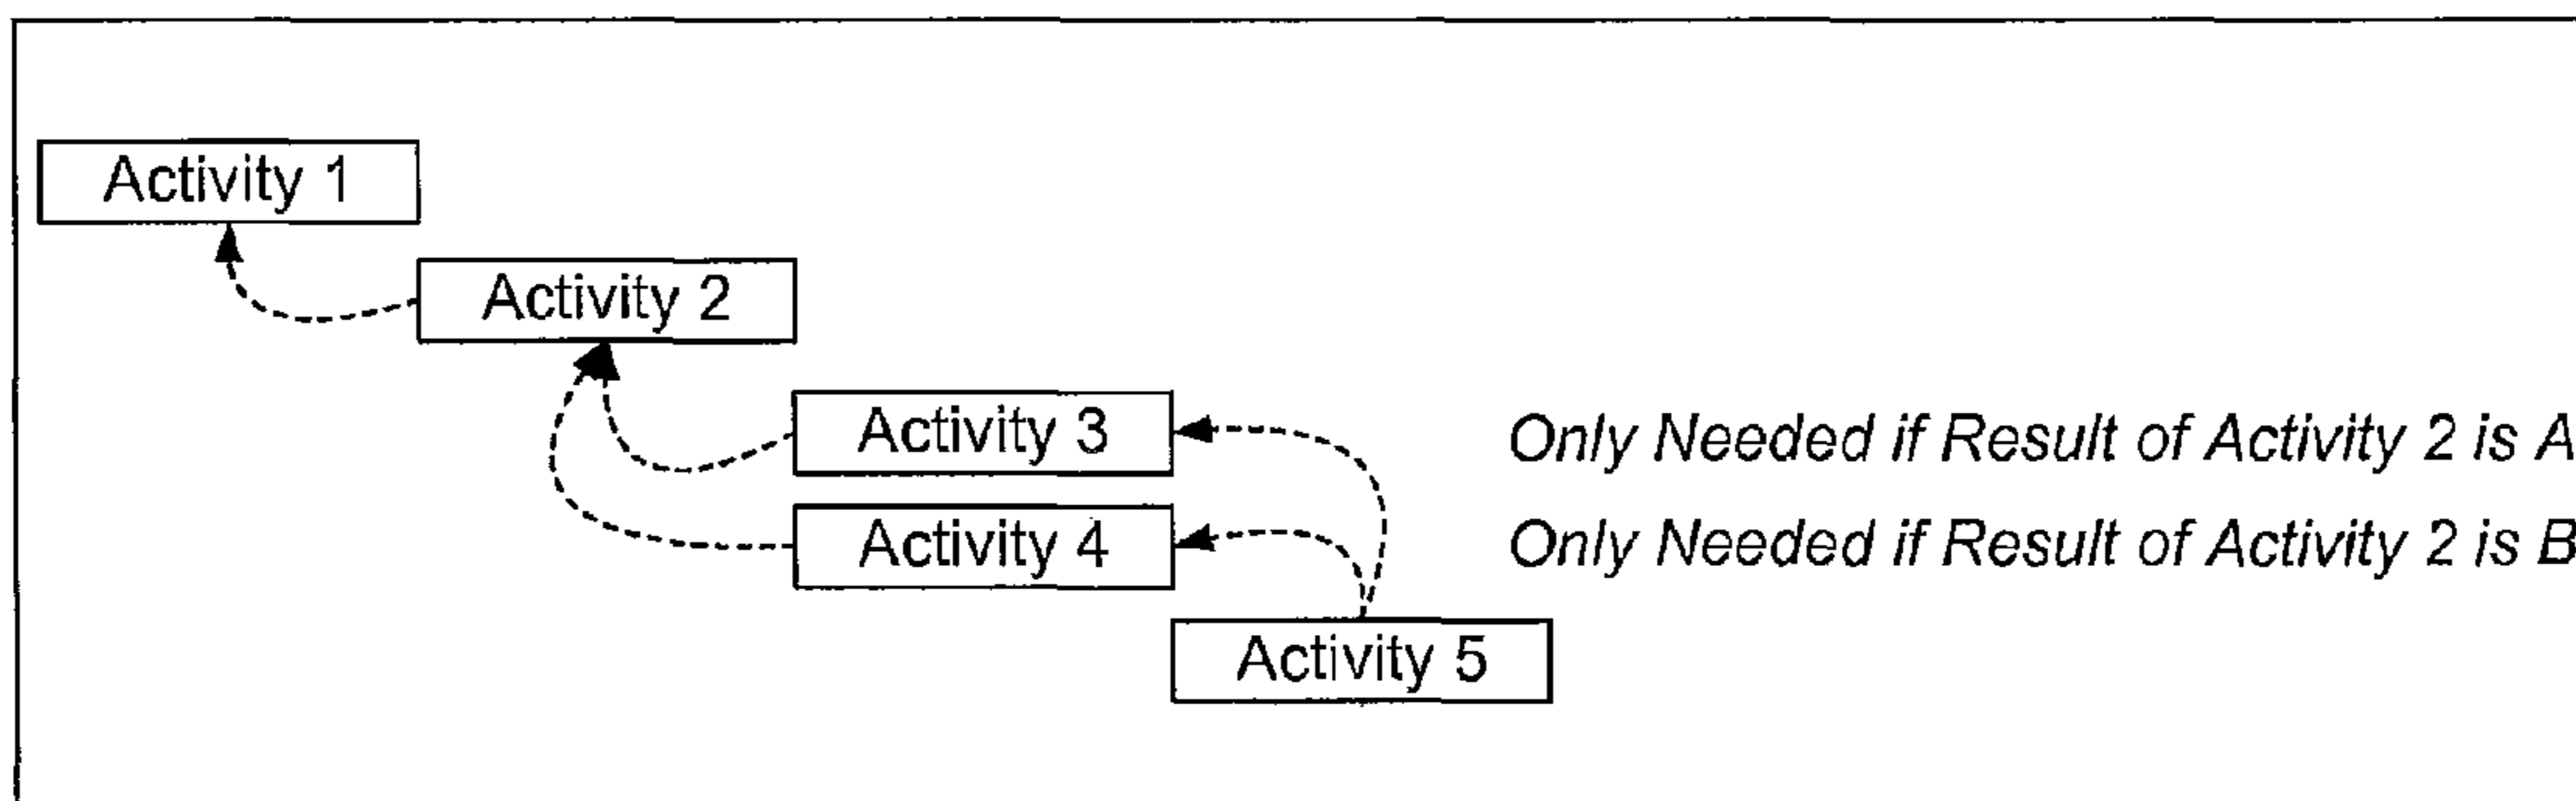 Activity 1
Activity 2
Activity 3
Only Needed if Result of Activity 2 is A
Activity 4
Only Needed if Result of Activity 2 is B
Activity 5